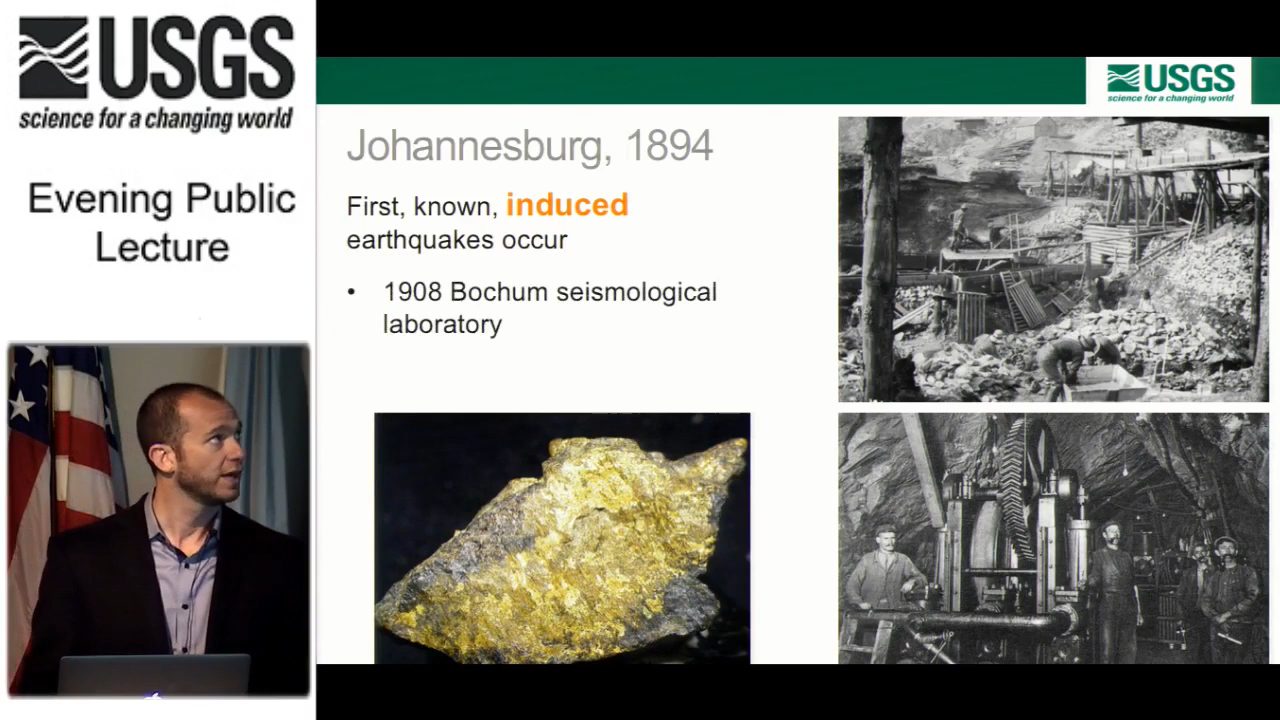 USGS
science for a changing world
Evening Public
Lecture
USGS
science for a changing world
Johannesburg, 1894
First, known, induced
earthquakes occur
• 1908 Bochum seismological
laboratory